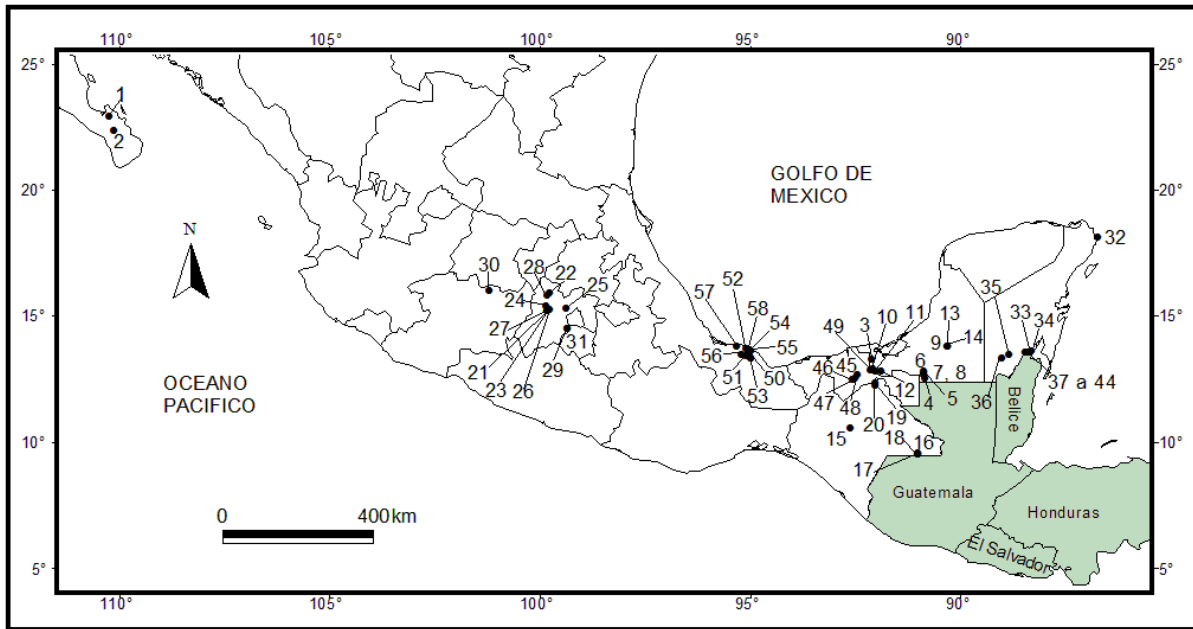 110° 105° 100° 95° 90°
25° 25°
1
2
20° 20°
GOLFO DE
MEXICO
N
32
30 28 22 25
57 52 58 54
35
3 10 11 13
33 34
15° 15°
24
49
9 14
27
56 55
46 45
6 7, 8
31
51 50
12
37 a 44
21 23 26 29
53
47 48
4 5
36
OCEANO
PACIFICO
20 19
Belice
10° 10°
15
18 16
17
0 400km
Guatemala
Honduras
El Salvador
5° 5°
110° 105° 100° 95° 90°